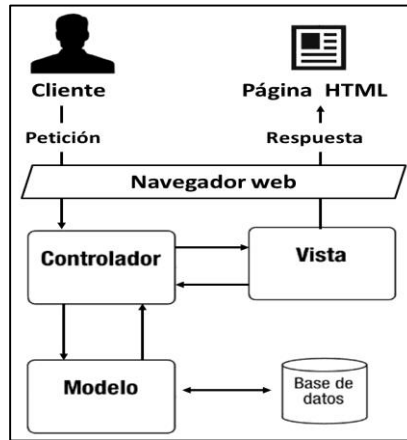 Cliente
Página HTML
Petición
Respuesta
Navegador web
Controlador
Vista
Modelo
Base de
datos